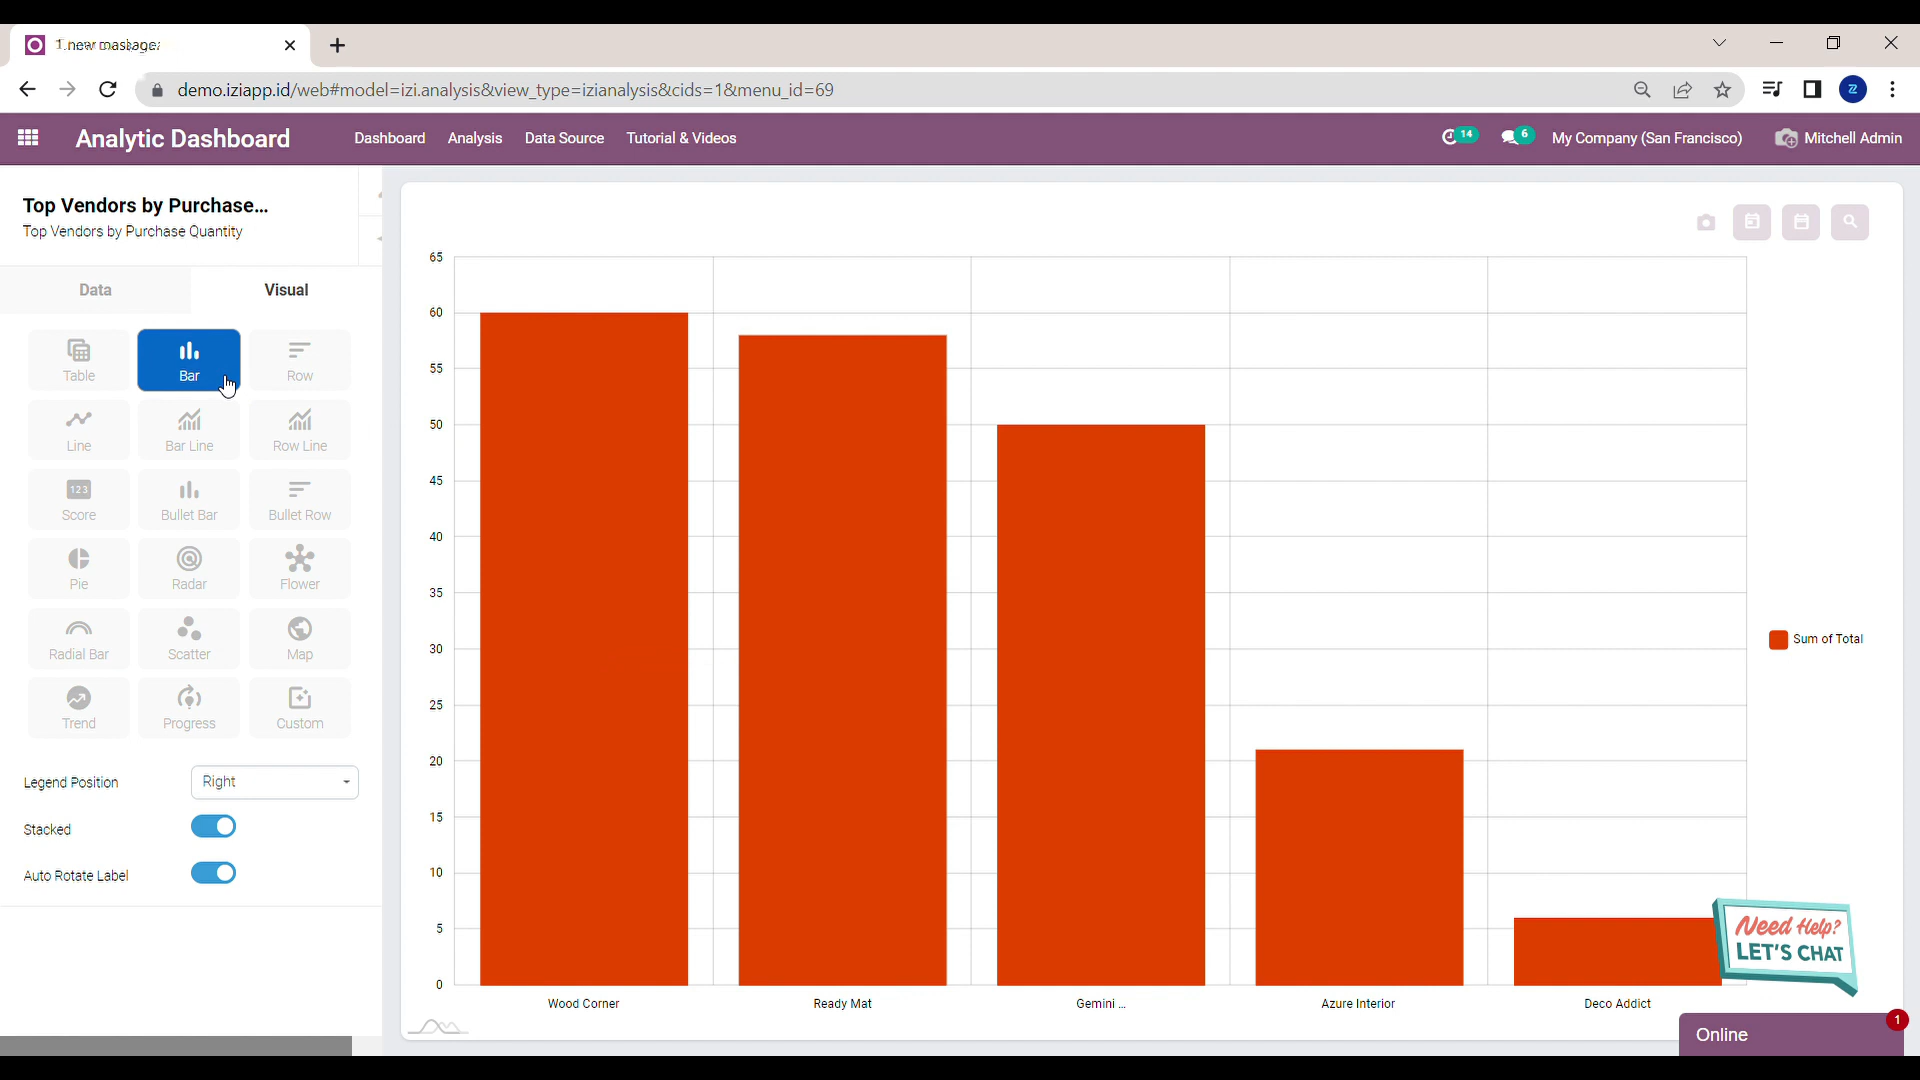 demo.iziapp.id/web#model=izi.analysis&view_type=izianalysis&cids=1&menu_id=69
Analytic Dashboard
Dashboard
Analysis
Data Source
Tutorial & Videos
14
6
My Company (San Francisco)
Mitchell Admin
Top Vendors by Purchase...
Top Vendors by Purchase Quantity
Data
Visual
Table
Bar
Row
Line
Bar Line
Row Line
123
Score
Bullet Bar
Bullet Row
Pie
Radar
Flower
Radial Bar
Scatter
Map
Trend
Progress
Custom
Legend Position
Right
Stacked
Auto Rotate Label
65
60
55
50
45
40
35
30
25
20
15
10
5
0
Wood Corner
Ready Mat
Gemini ...
Azure Interior
Deco Addict
Sum of Total
Need Help?
LET'S CHAT
Online
1